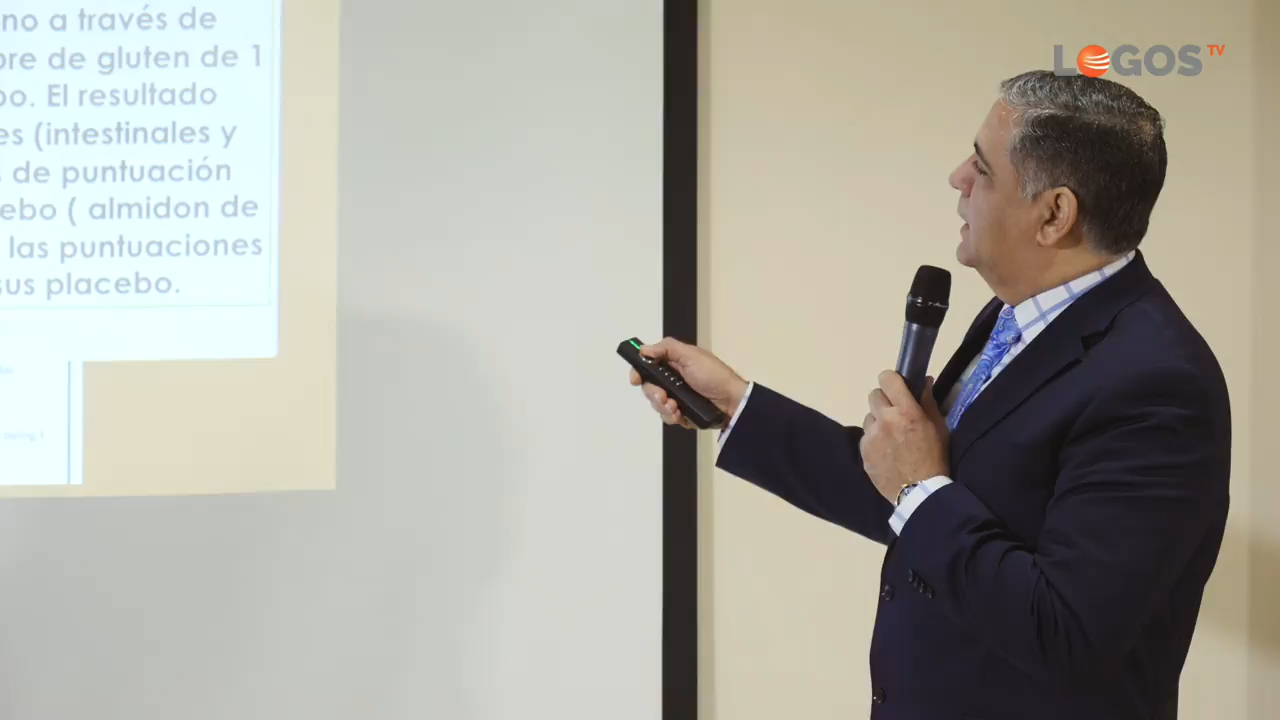 no a través de
bre de gluten de 1
bo. El resultado
es (intestinales y
s de puntuación
ebo ( almidon de
las puntuaciones
sus placebo.
LOGOS TV